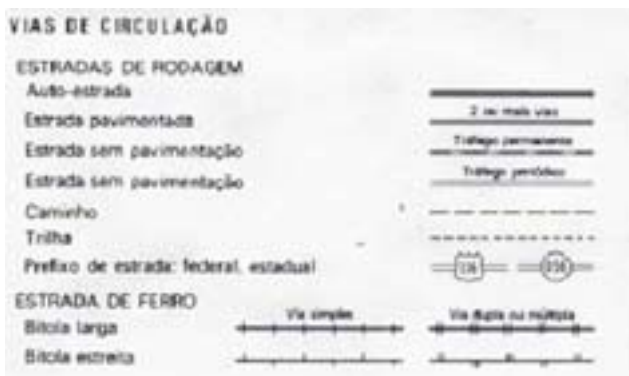 VIAS DE CIRCULAÇÃO
ESTRADAS DE RODAGEM
Auto-estrada
Estrada pavimentada 2 ou mais vias
Estrada sem pavimentação Tráfego permanente
Estrada sem pavimentação Tráfego periódico
Caminho
Trilha
Prefixo de estrada: federal, estadual
ESTRADA DE FERRO
Bitola larga Via simples Via dupla ou múltipla
Bitola estreita